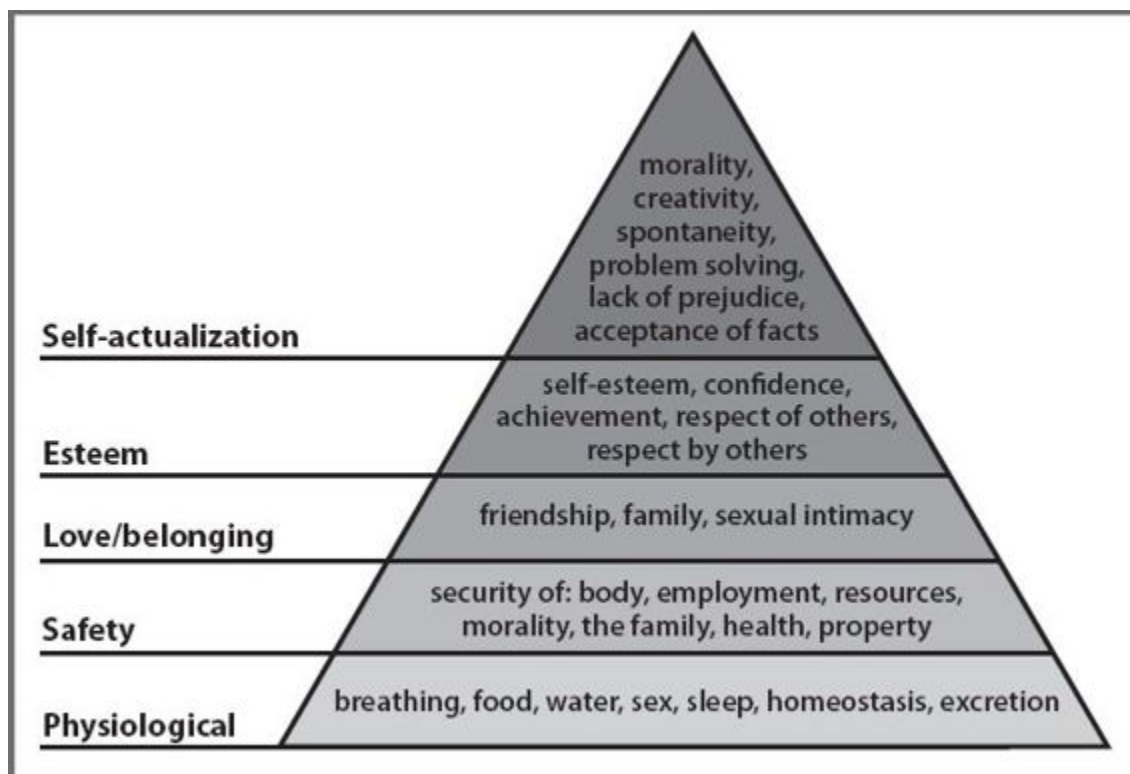 morality,
creativity,
spontaneity,
problem solving,
lack of prejudice,
acceptance of facts
Self-actualization
self-esteem, confidence,
achievement, respect of others,
respect by others
Esteem
friendship, family, sexual intimacy
Love/belonging
security of: body, employment, resources,
morality, the family, health, property
Safety
breathing, food, water, sex, sleep, homeostasis, excretion
Physiological